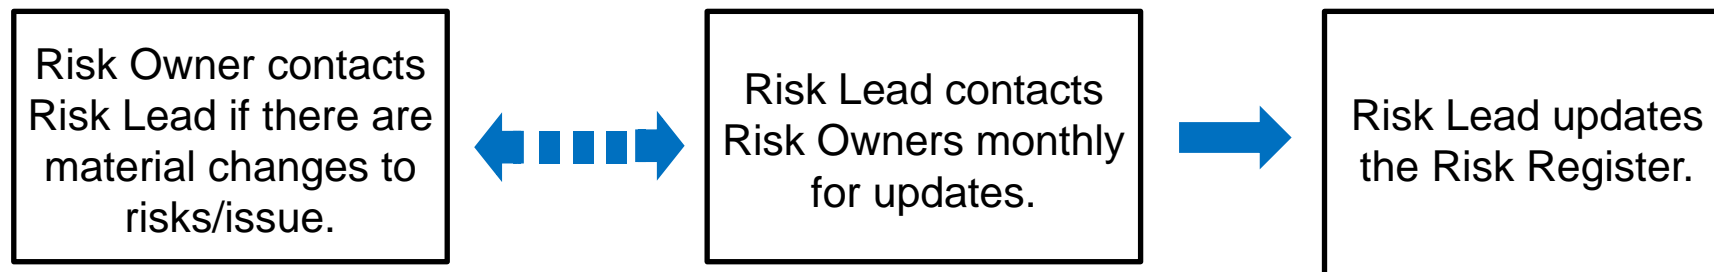 Risk Owner contacts
Risk Lead if there are
material changes to
risks/issue.
Risk Lead contacts
Risk Owners monthly
for updates.
Risk Lead updates
the Risk Register.